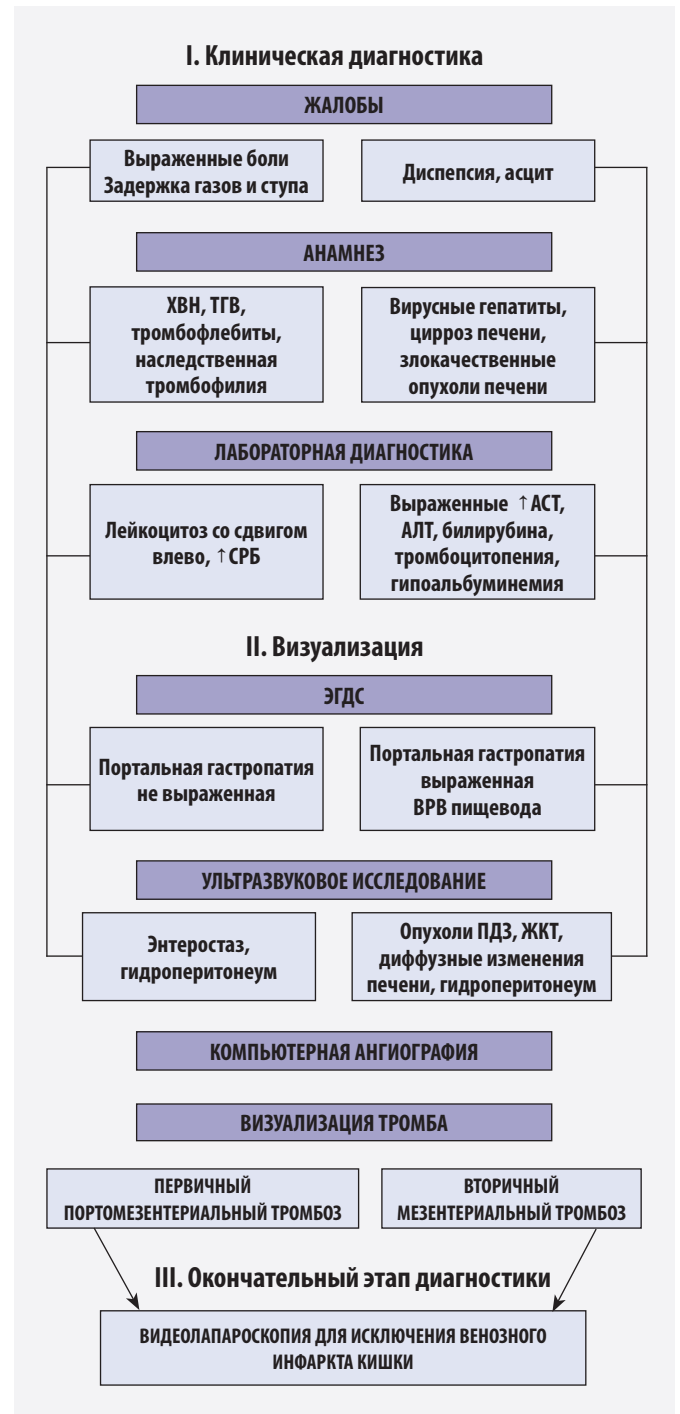 I. Клиническая диагностика
ЖАЛОБЫ
Выраженные боли
Задержка газов и ступа
Диспепсия, асцит
АНАМНЕЗ
ХВН, ТГВ,
тромбофлебиты,
наследственная
тромбофилия
Вирусные гепатиты,
цирроз печени,
злокачественные
опухоли печени
ЛАБОРАТОРНАЯ ДИАГНОСТИКА
Лейкоцитоз со сдвигом
влево, ↑СРБ
Выраженные ↑АСТ,
АЛТ, билирубина,
тромбоцитопения,
гипоальбуминемия
II. Визуализация
ЭГДС
Портальная гастропатия
не выраженная
Портальная гастропатия
выраженная
ВРВ пищевода
УЛЬТРАЗВУКОВОЕ ИССЛЕДОВАНИЕ
Энтеростаз,
гидроперитонеум
Опухоли ПДЗ, ЖКТ,
диффузные изменения
печени, гидроперитонеум
КОМПЬЮТЕРНАЯ АНГИОГРАФИЯ
ВИЗУАЛИЗАЦИЯ ТРОМБА
ПЕРВИЧНЫЙ
ПОРТОМЕЗЕНТЕРИАЛЬНЫЙ ТРОМБОЗ
ВТОРИЧНЫЙ
МЕЗЕНТЕРИАЛЬНЫЙ ТРОМБОЗ
III. Окончательный этап диагностики
ВИДЕОЛАПАРОСКОПИЯ ДЛЯ ИСКЛЮЧЕНИЯ ВЕНОЗНОГО
ИНФАРКТА КИШКИ